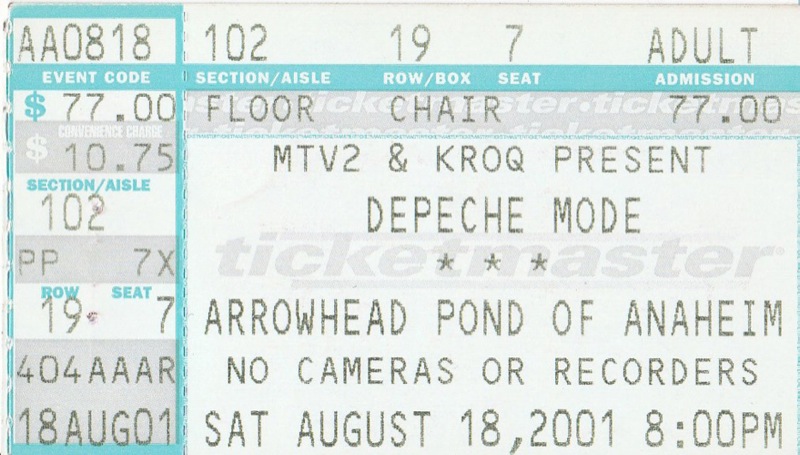 AA0818 102 19 7 ADULT
EVENT CODE SECTION/AISLE ROW/BOX SEAT ADMISSION
$ 77.00 FLOOR CHAIR 77.00
CONVENIENCE CHARGE
$ 10.75
MTV2 & KROQ PRESENT
SECTION/AISLE
102 DEPECHE MODE
ticketmaster
PP 7X * * *
ROW SEAT
19 7 ARROWHEAD POND OF ANAHEIM
404AAAR NO CAMERAS OR RECORDERS
18AUG01 SAT AUGUST 18,2001 8:00PM